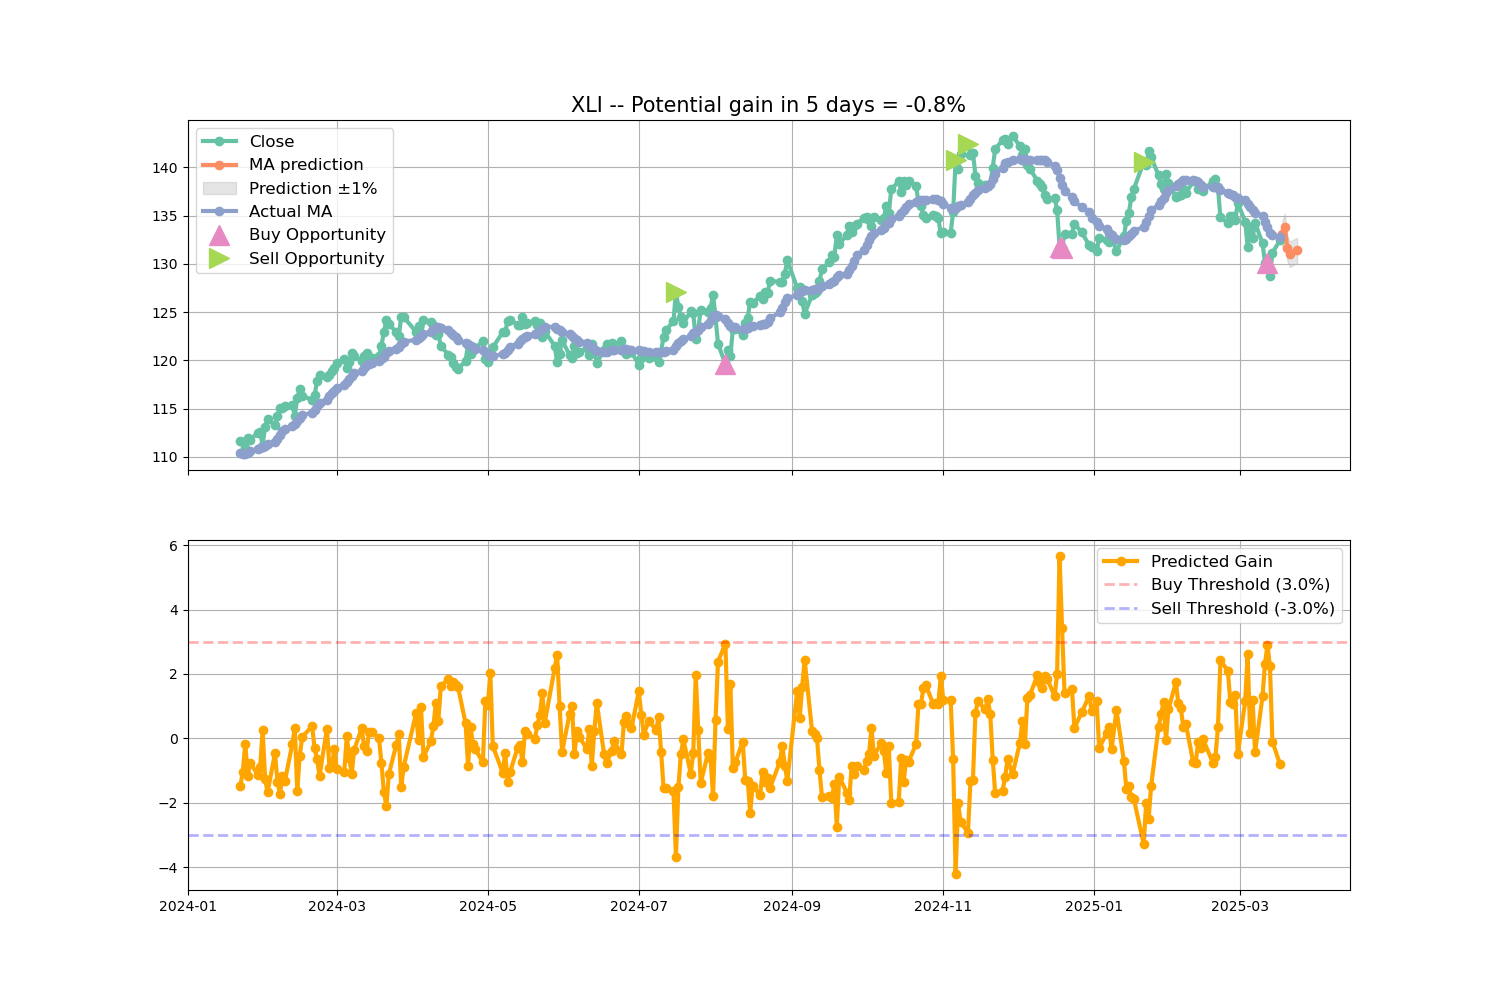 XLI -- Potential gain in 5 days = -0.8%
Close
MA prediction
Prediction ±1%
Actual MA
Buy Opportunity
Sell Opportunity
140
135
130
125
120
115
110
Predicted Gain
Buy Threshold (3.0%)
Sell Threshold (-3.0%)
6
4
2
0
−2
−4
2024-01 2024-03 2024-05 2024-07 2024-09 2024-11 2025-01 2025-03